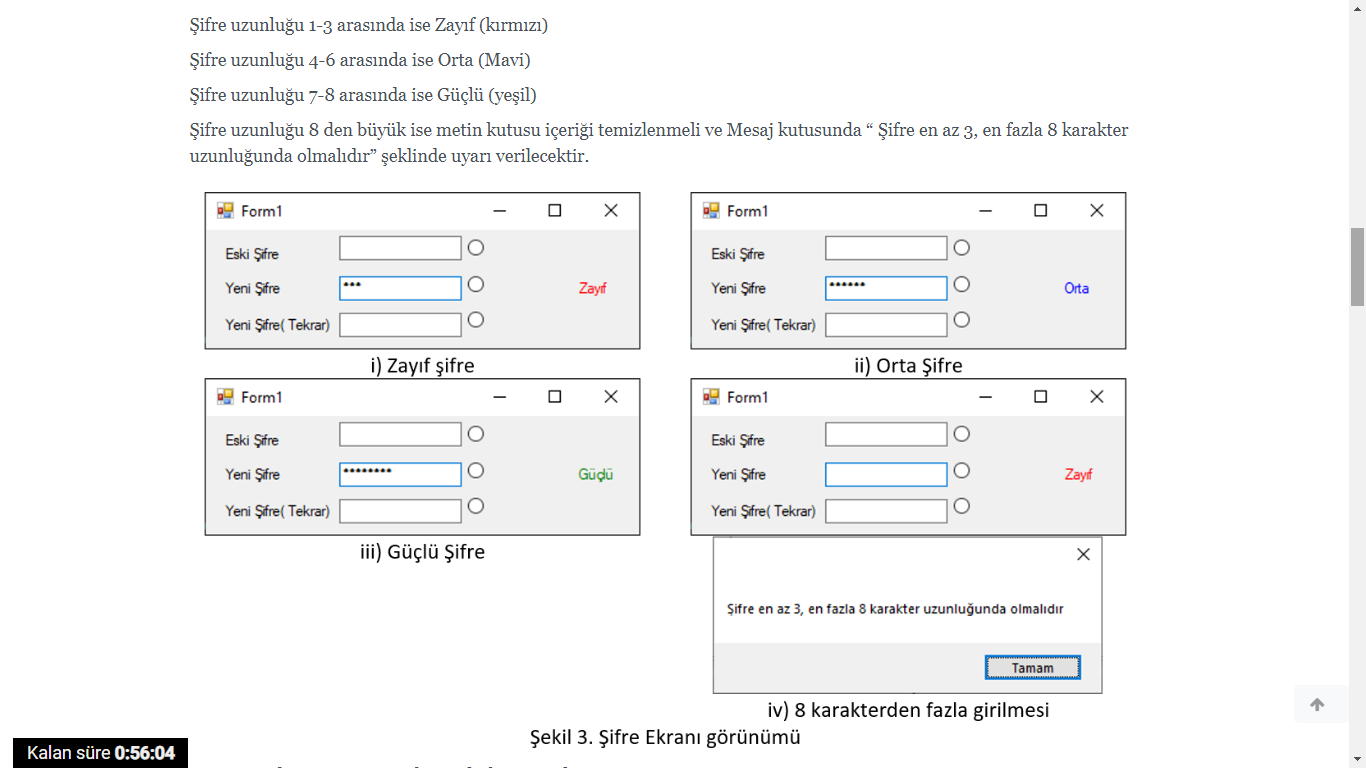 Şifre uzunluğu 1-3 arasında ise Zayıf (kırmızı)
Şifre uzunluğu 4-6 arasında ise Orta (Mavi)
Şifre uzunluğu 7-8 arasında ise Güçlü (yeşil)
Şifre uzunluğu 8 den büyük ise metin kutusu içeriği temizlenmeli ve Mesaj kutusunda “ Şifre en az 3, en fazla 8 karakter
uzunluğunda olmalıdır” şeklinde uyarı verilecektir.
Form1
Eski Şifre
Yeni Şifre *** Zayıf
Yeni Şifre( Tekrar)
i) Zayıf şifre
Form1
Eski Şifre
Yeni Şifre ****** Orta
Yeni Şifre( Tekrar)
ii) Orta Şifre
Form1
Eski Şifre
Yeni Şifre ******** Güçlü
Yeni Şifre( Tekrar)
iii) Güçlü Şifre
Form1
Eski Şifre
Yeni Şifre Zayıf
Yeni Şifre( Tekrar)
Şifre en az 3, en fazla 8 karakter uzunluğunda olmalıdır
Tamam
iv) 8 karakterden fazla girilmesi
Şekil 3. Şifre Ekranı görünümü
Kalan süre 0:56:04